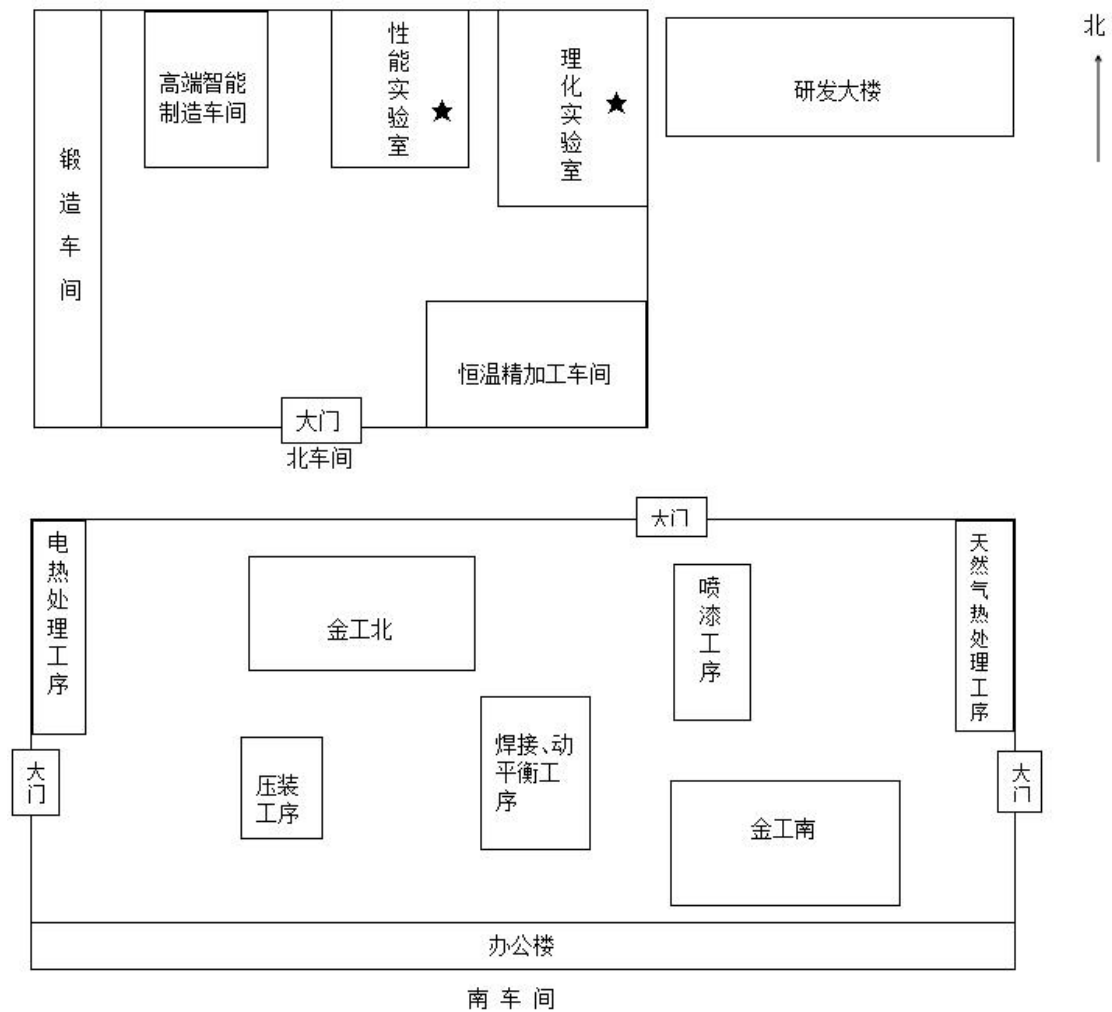 北
高端智能
制造车间
性能实验室
理化实验室
研发大楼
锻造车间
恒温精加工车间
大门
北车间
大门
电热处理工序
金工北
喷漆工序
天然气热处理工序
大门
压装
工序
焊接、动
平衡工
序
金工南
大门
办公楼
南车间